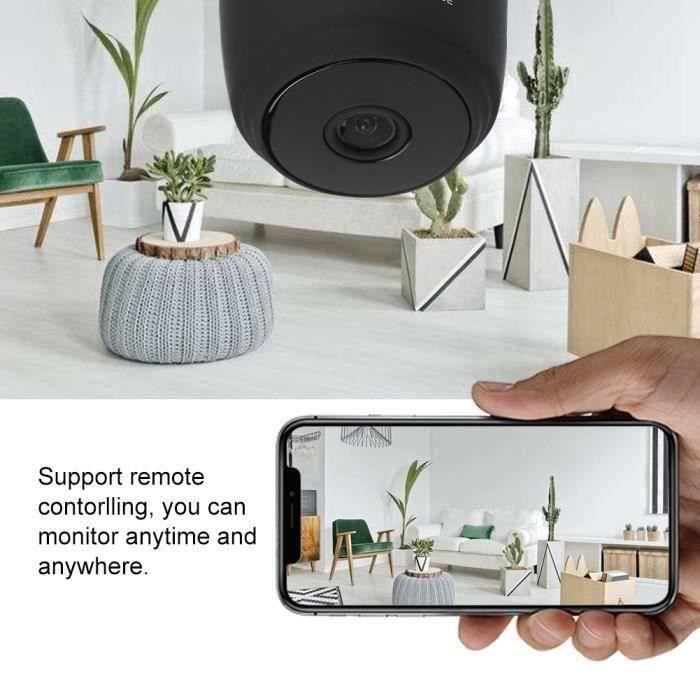 Support remote
contorlling, you can
monitor anytime and
anywhere.